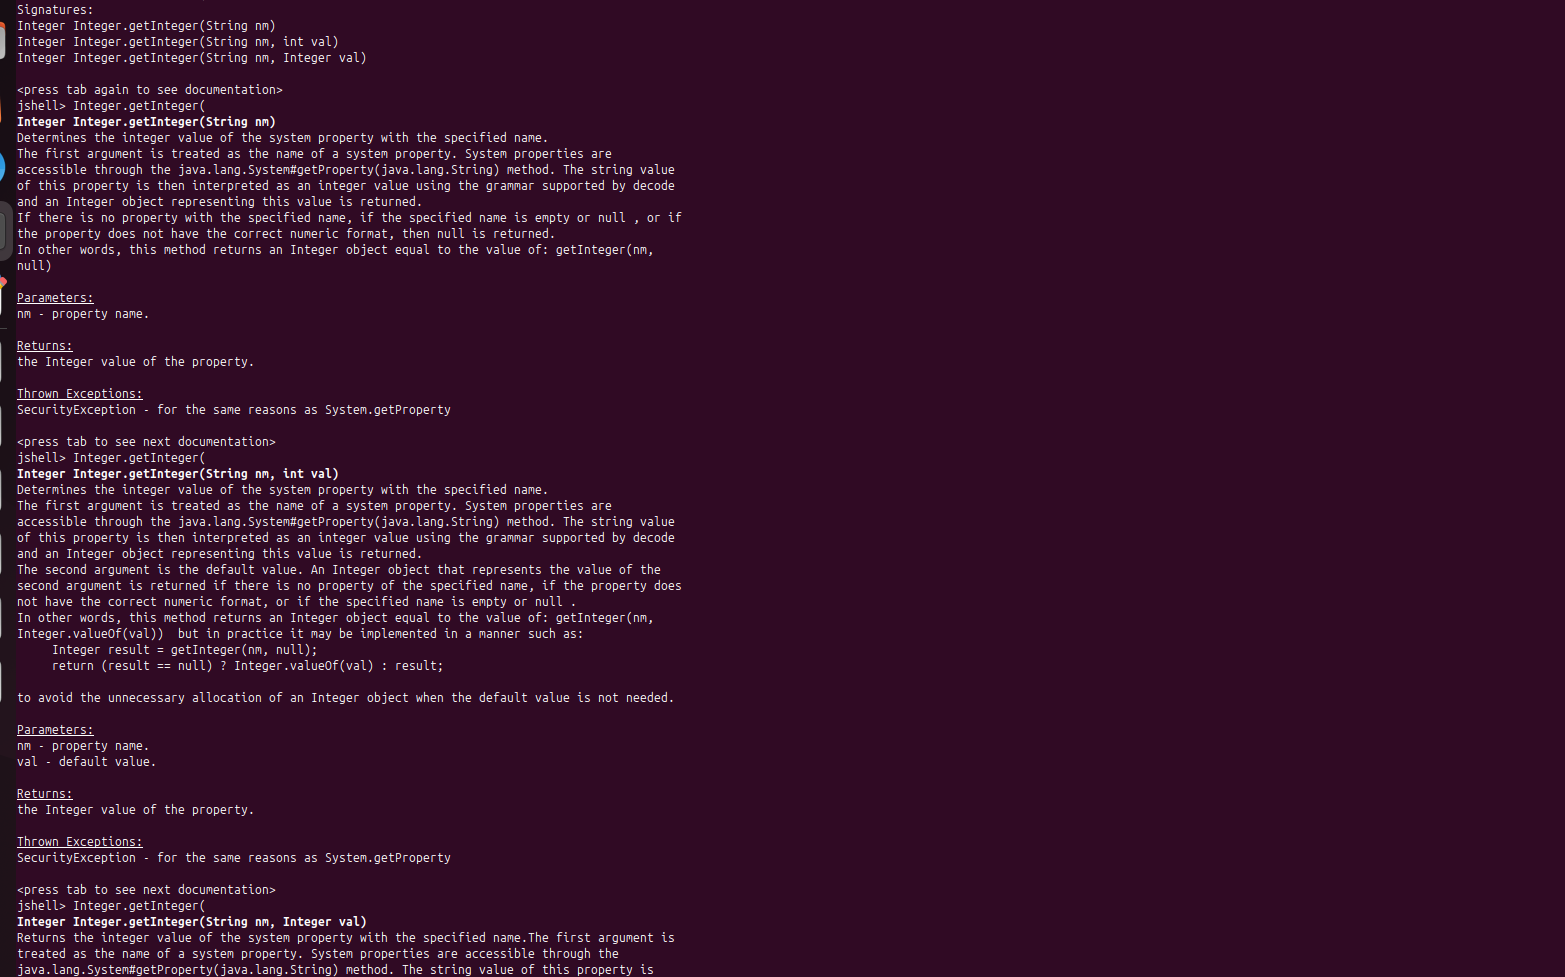 Signatures:
Integer Integer.getInteger(String nm)
Integer Integer.getInteger(String nm, int val)
Integer Integer.getInteger(String nm, Integer val)
<press tab again to see documentation>
jshell> Integer.getInteger(
Integer Integer.getInteger(String nm)
Determines the integer value of the system property with the specified name.
The first argument is treated as the name of a system property. System properties are
accessible through the java.lang.System#getProperty(java.lang.String) method. The string value
of this property is then interpreted as an integer value using the grammar supported by decode
and an Integer object representing this value is returned.
If there is no property with the specified name, if the specified name is empty or null , or if
the property does not have the correct numeric format, then null is returned.
In other words, this method returns an Integer object equal to the value of: getInteger(nm,
null)
Parameters:
nm - property name.
Returns:
the Integer value of the property.
Thrown Exceptions:
SecurityException - for the same reasons as System.getProperty
<press tab to see next documentation>
jshell> Integer.getInteger(
Integer Integer.getInteger(String nm, int val)
Determines the integer value of the system property with the specified name.
The first argument is treated as the name of a system property. System properties are
accessible through the java.lang.System#getProperty(java.lang.String) method. The string value
of this property is then interpreted as an integer value using the grammar supported by decode
and an Integer object representing this value is returned.
The second argument is the default value. An Integer object that represents the value of the
second argument is returned if there is no property of the specified name, if the property does
not have the correct numeric format, or if the specified name is empty or null .
In other words, this method returns an Integer object equal to the value of: getInteger(nm,
Integer.valueOf(val))  but in practice it may be implemented in a manner such as:
     Integer result = getInteger(nm, null);
     return (result == null) ? Integer.valueOf(val) : result;
to avoid the unnecessary allocation of an Integer object when the default value is not needed.
Parameters:
nm - property name.
val - default value.
Returns:
the Integer value of the property.
Thrown Exceptions:
SecurityException - for the same reasons as System.getProperty
<press tab to see next documentation>
jshell> Integer.getInteger(
Integer Integer.getInteger(String nm, Integer val)
Returns the integer value of the system property with the specified name.The first argument is
treated as the name of a system property. System properties are accessible through the
java.lang.System#getProperty(java.lang.String) method. The string value of this property is